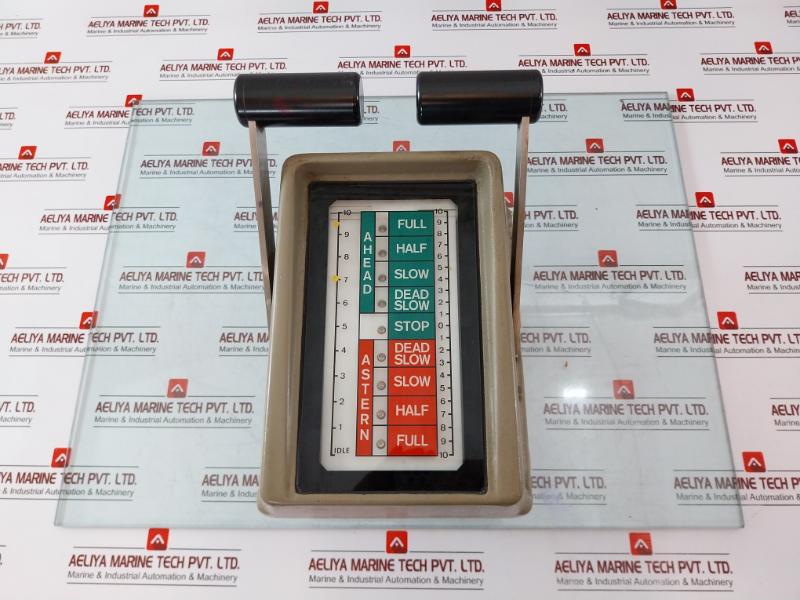 AELIYA MARINE TECH PVT. LTD.
Marine & Industrial Automation & Machinery
10
9
8
7
6
5
4
3
2
1
IDLE
AHEAD
ASTERN
FULL
HALF
SLOW
DEAD
SLOW
STOP
DEAD
SLOW
SLOW
HALF
FULL
10
9
8
7
6
5
4
3
2
1
0
1
2
3
4
5
6
7
8
9
10